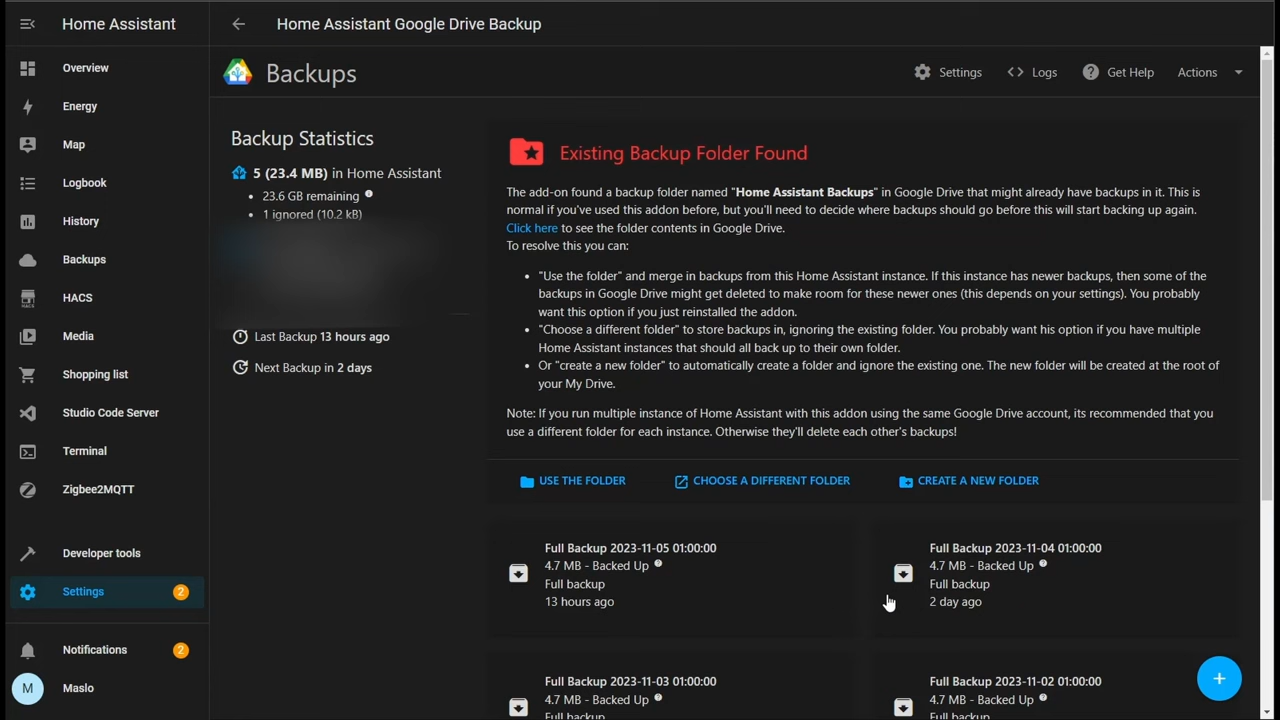 Home Assistant
Home Assistant Google Drive Backup
Overview
Energy
Map
Logbook
History
Backups
HACS
HACS
Media
Shopping list
Studio Code Server
Terminal
Zigbee2MQTT
Developer tools
Settings 2
Notifications 2
M Maslo
Backups
Settings
<> Logs
? Get Help
Actions
Backup Statistics
5 (23.4 MB) in Home Assistant
• 23.6 GB remaining
• 1 ignored (10.2 kB)
Last Backup 13 hours ago
Next Backup in 2 days
Existing Backup Folder Found
The add-on found a backup folder named "Home Assistant Backups" in Google Drive that might already have backups in it. This is
normal if you've used this addon before, but you'll need to decide where backups should go before this will start backing up again.
Click here to see the folder contents in Google Drive.
To resolve this you can:
• "Use the folder" and merge in backups from this Home Assistant instance. If this instance has newer backups, then some of the
backups in Google Drive might get deleted to make room for these newer ones (this depends on your settings). You probably
want this option if you just reinstalled the addon.
• "Choose a different folder" to store backups in, ignoring the existing folder. You probably want his option if you have multiple
Home Assistant instances that should all back up to their own folder.
• Or "create a new folder" to automatically create a folder and ignore the existing one. The new folder will be created at the root of
your My Drive.
Note: If you run multiple instance of Home Assistant with this addon using the same Google Drive account, its recommended that you
use a different folder for each instance. Otherwise they'll delete each other's backups!
USE THE FOLDER
CHOOSE A DIFFERENT FOLDER
CREATE A NEW FOLDER
Full Backup 2023-11-05 01:00:00
4.7 MB - Backed Up
Full backup
13 hours ago
Full Backup 2023-11-04 01:00:00
4.7 MB - Backed Up
Full backup
2 day ago
Full Backup 2023-11-03 01:00:00
4.7 MB - Backed Up
Full backup
Full Backup 2023-11-02 01:00:00
4.7 MB - Backed Up
Full backup
+